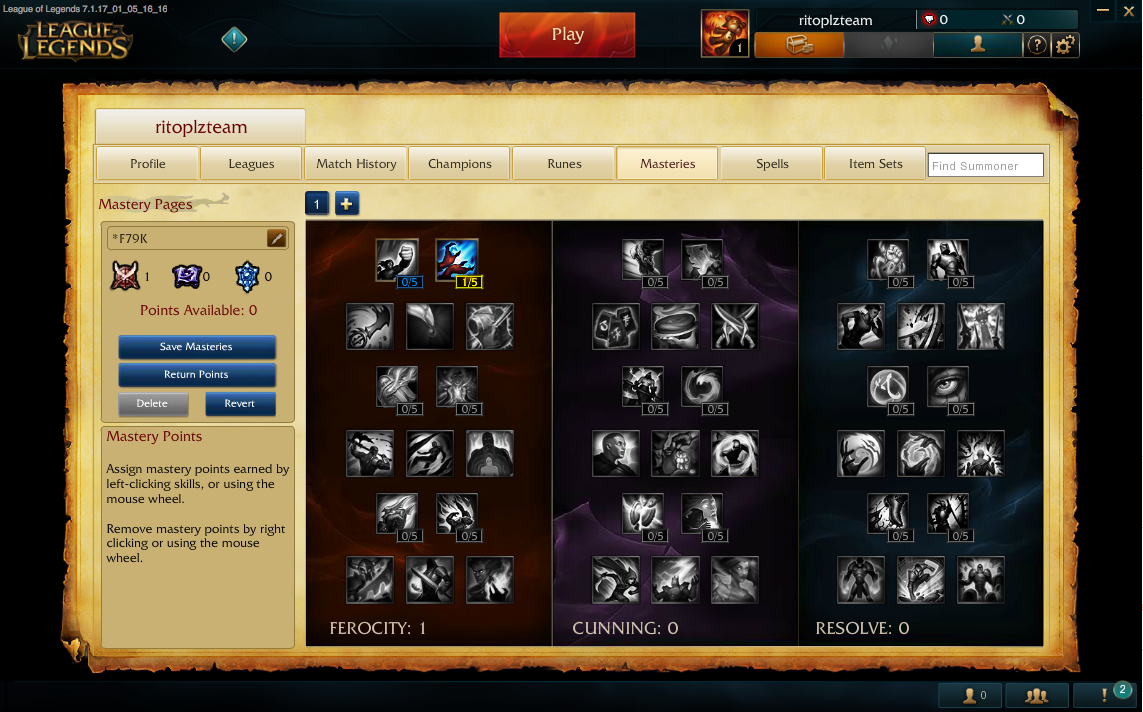 League of Legends 7.1.17_01_05_16_16
LEAGUE OF LEGENDS
Play
1
ritoplzteam
0
0
?
ritoplzteam
Profile
Leagues
Match History
Champions
Runes
Masteries
Spells
Item Sets
Find Summoner
Mastery Pages
1
*F79K
1
0
0
Points Available: 0
Save Masteries
Return Points
Delete
Revert
Mastery Points
Assign mastery points earned by
left-clicking skills, or using the
mouse wheel.
Remove mastery points by right
clicking or using the mouse
wheel.
0/5 1/5
0/5 0/5
0/5 0/5
FEROCITY: 1
0/5 0/5
0/5 0/5
0/5 0/5
CUNNING: 0
0/5 0/5
0/5 0/5
0/5 0/5
RESOLVE: 0
0
2